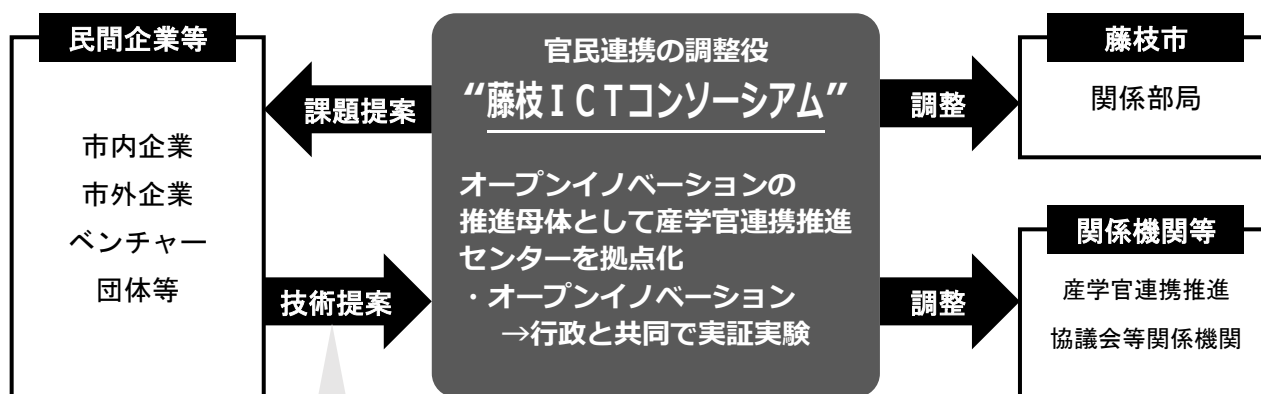 民間企業等
市内企業
市外企業
ベンチャー
団体等
課題提案
技術提案
官民連携の調整役
“藤枝ＩＣＴコンソーシアム”
オープンイノベーションの
推進母体として産学官連携推進
センターを拠点化
・オープンイノベーション
→行政と共同で実証実験
調整
調整
藤枝市
関係部局
関係機関等
産学官連携推進
協議会等関係機関